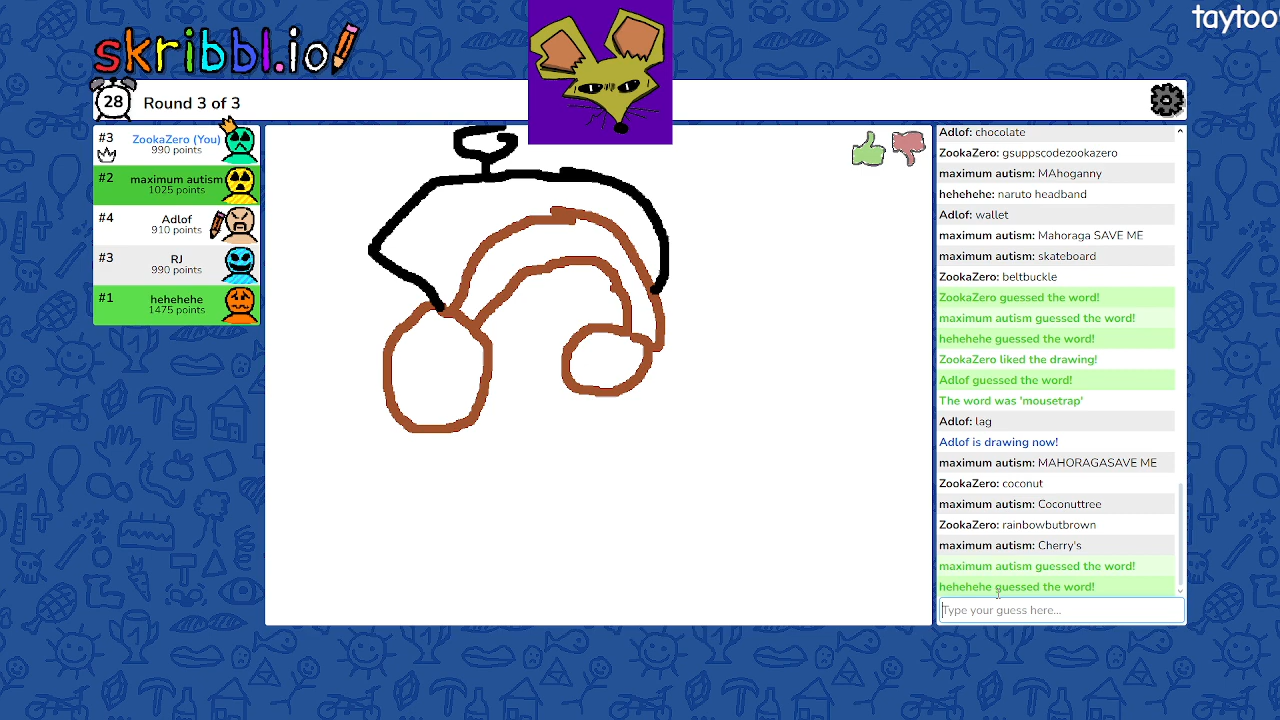 taytoo
skribbl.io
28
Round 3 of 3
#3
ZookaZero (You)
990 points
#2
maximum autism
1025 points
#4
Adlof
910 points
#3
RJ
990 points
#1
hehehehe
1475 points
Adlof: chocolate
ZookaZero: gsuppscodezookazero
maximum autism: MAhoganny
hehehehe: naruto headband
Adlof: wallet
maximum autism: Mahoraga SAVE ME
maximum autism: skateboard
ZookaZero: beltbuckle
ZookaZero guessed the word!
maximum autism guessed the word!
hehehehe guessed the word!
ZookaZero liked the drawing!
Adlof guessed the word!
The word was 'mousetrap'
Adlof: lag
Adlof is drawing now!
maximum autism: MAHORAGASAVE ME
ZookaZero: coconut
maximum autism: Coconuttree
ZookaZero: rainbowbutbrown
maximum autism: Cherry's
maximum autism guessed the word!
hehehehe guessed the word!
Type your guess here...